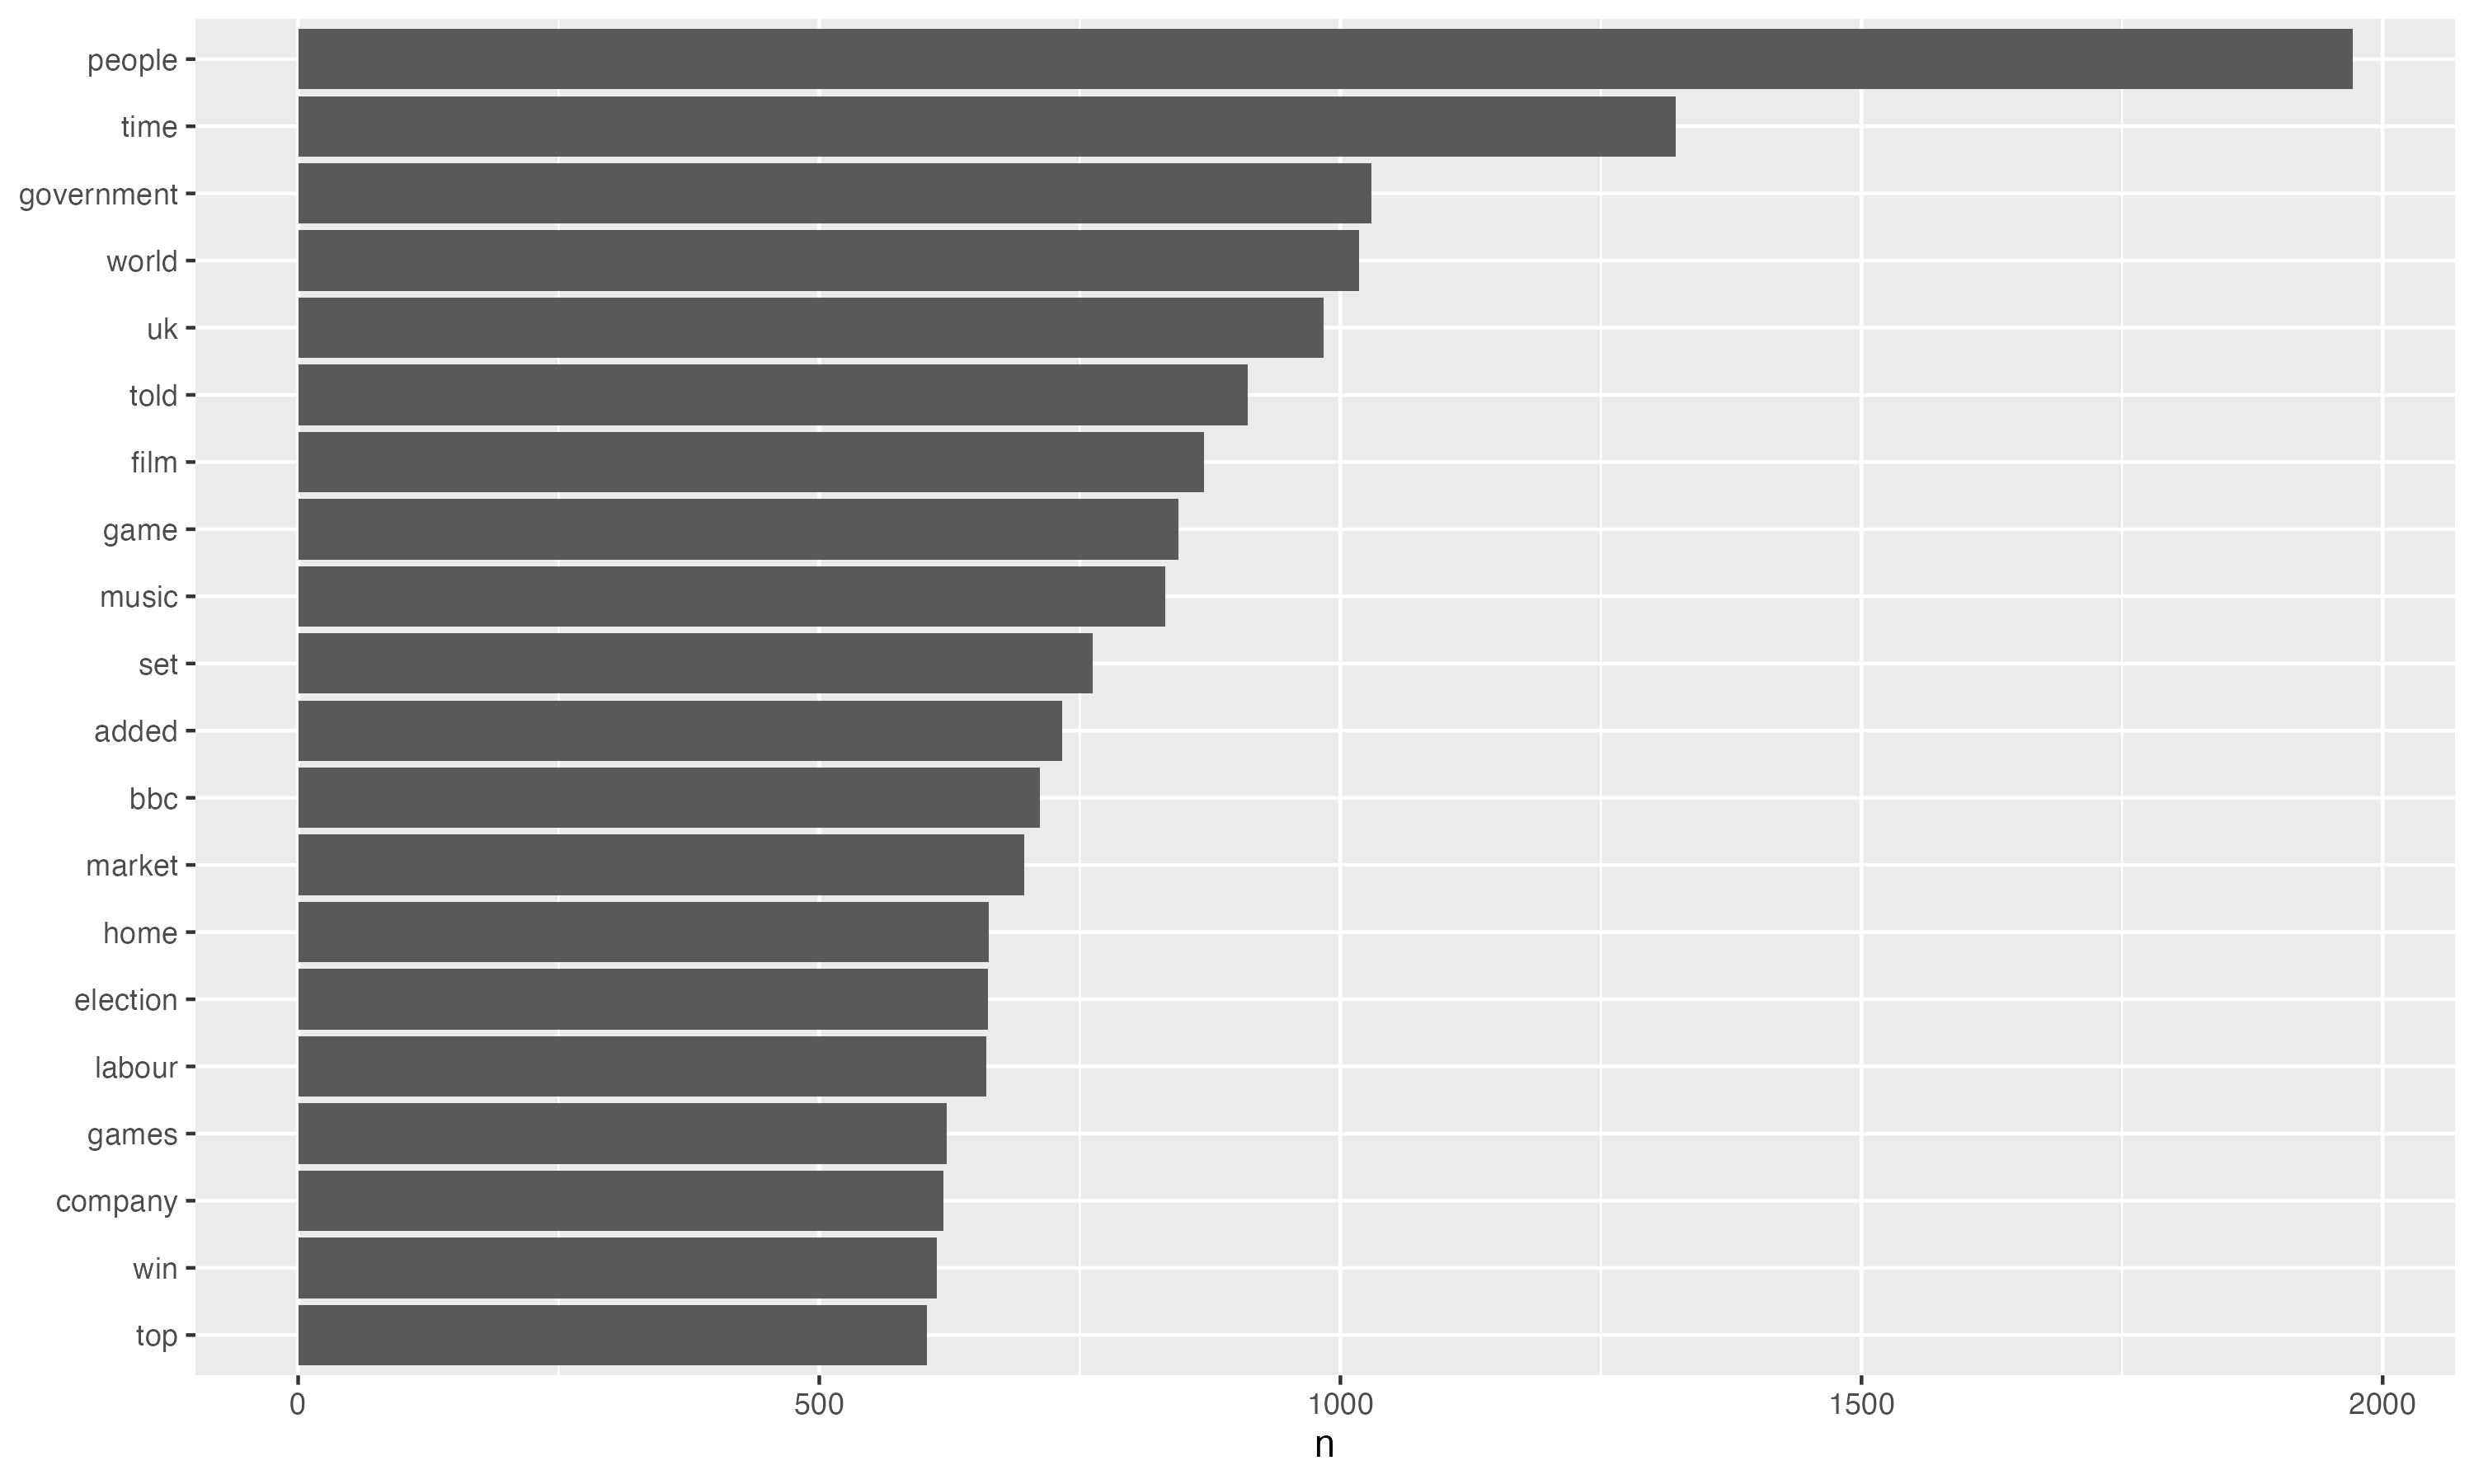 people
time
government
world
uk
told
film
game
music
set
added
bbc
market
home
election
labour
games
company
win
top
0 500 1000 1500 2000
n